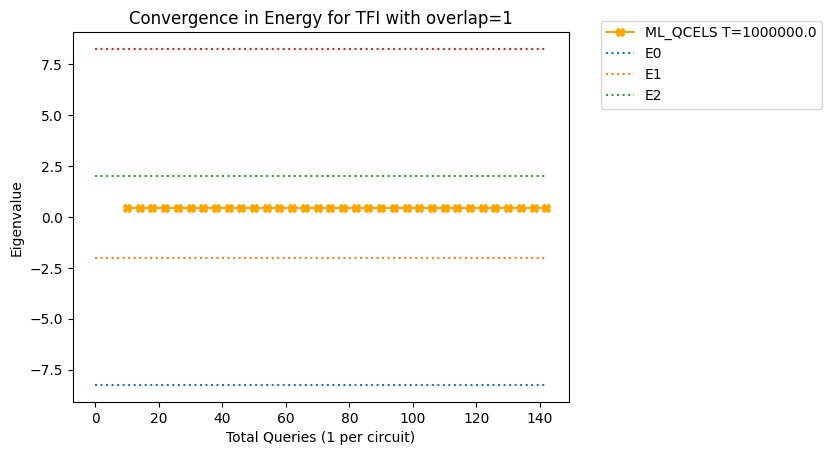 Convergence in Energy for TFI with overlap=1
ML_QCELS T=1000000.0
E0
E1
E2
Eigenvalue
7.5
5.0
2.5
0.0
−2.5
−5.0
−7.5
0 20 40 60 80 100 120 140
Total Queries (1 per circuit)